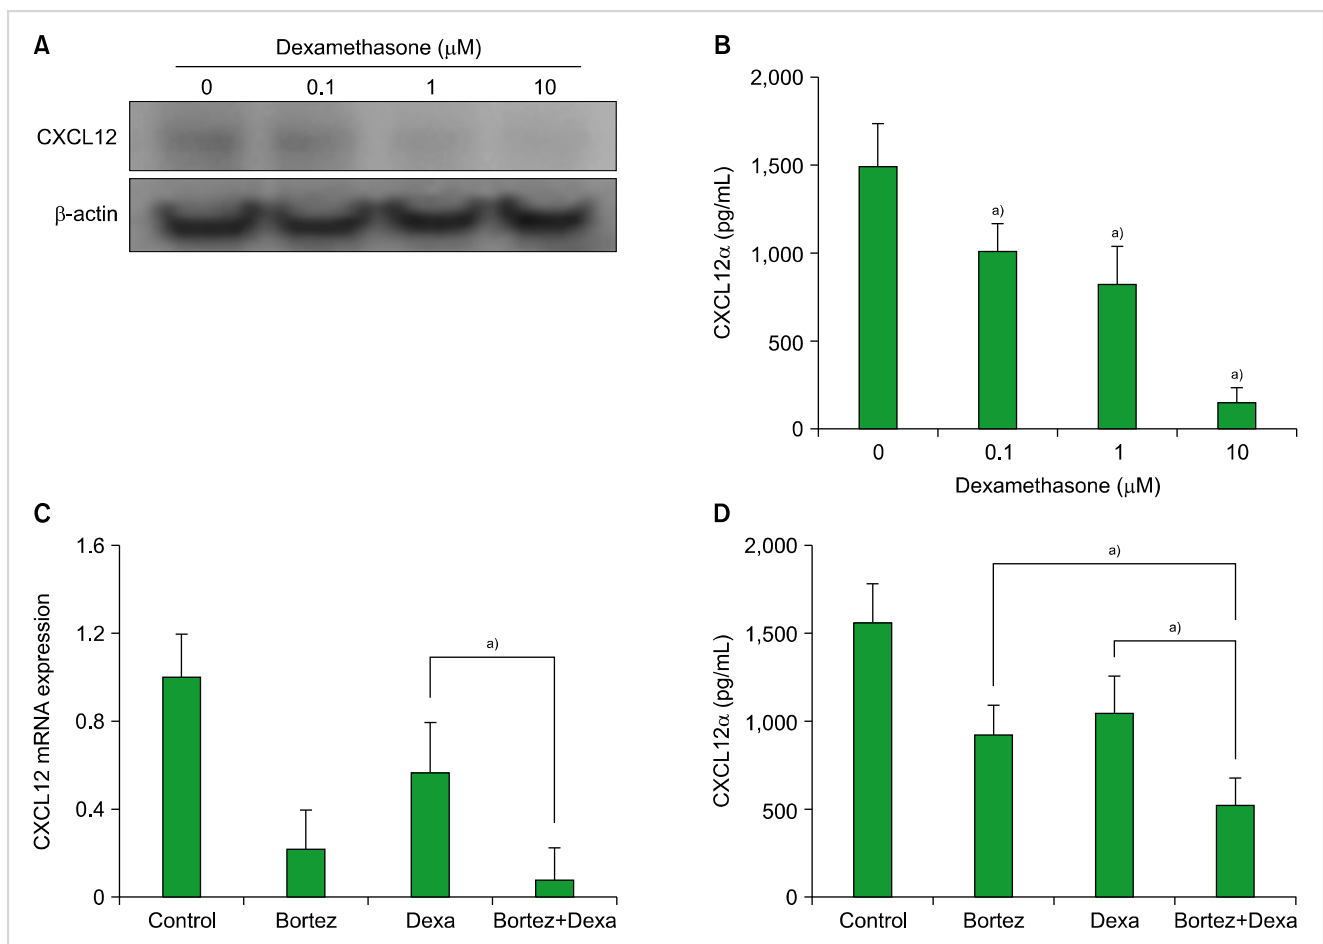 A
Dexamethasone (μM)
0 0.1 1 10
CXCL12
β-actin
B
2,000
1,500
1,000
500
0
CXCL12α (pg/mL)
a)
a)
a)
0 0.1 1 10
Dexamethasone (μM)
C
1.6
1.2
0.8
0.4
0
CXCL12 mRNA expression
a)
Control Bortez Dexa Bortez+Dexa
D
2,000
1,500
1,000
500
0
CXCL12α (pg/mL)
a)
a)
Control Bortez Dexa Bortez+Dexa